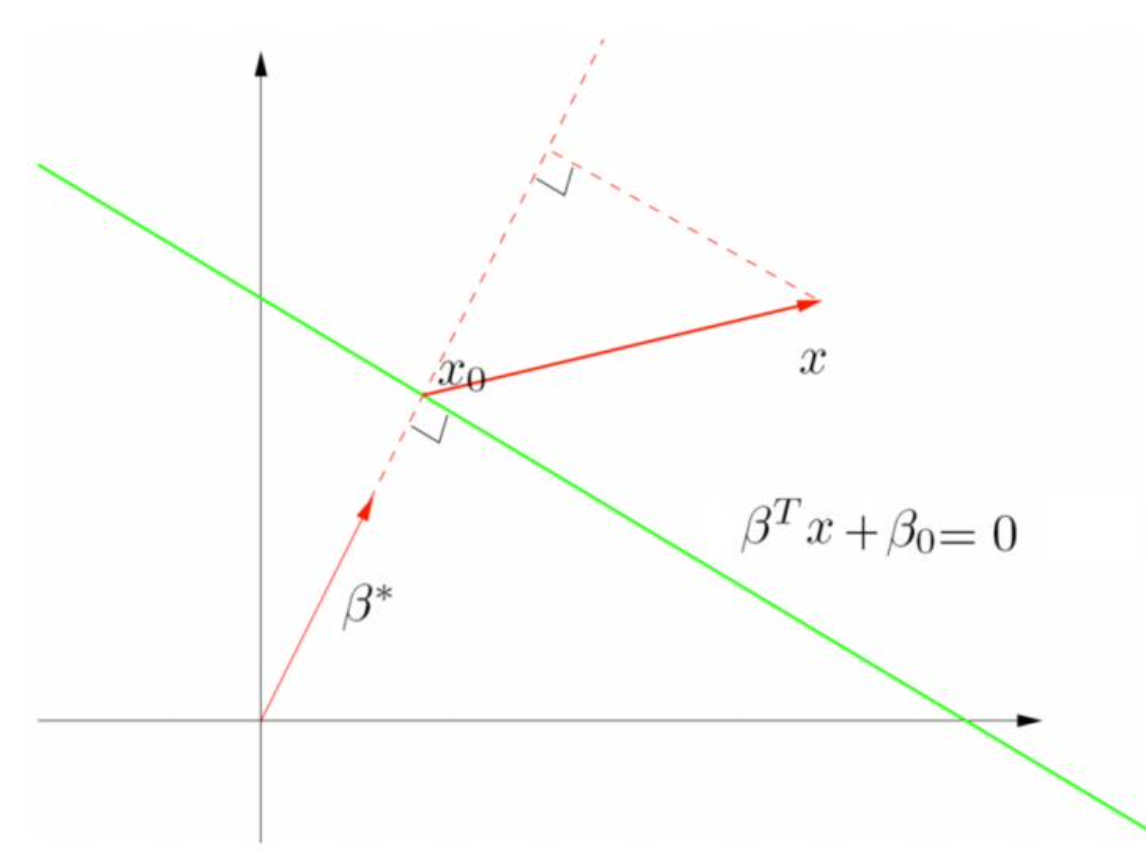 x₀
x
βᵀx + β₀ = 0
β*